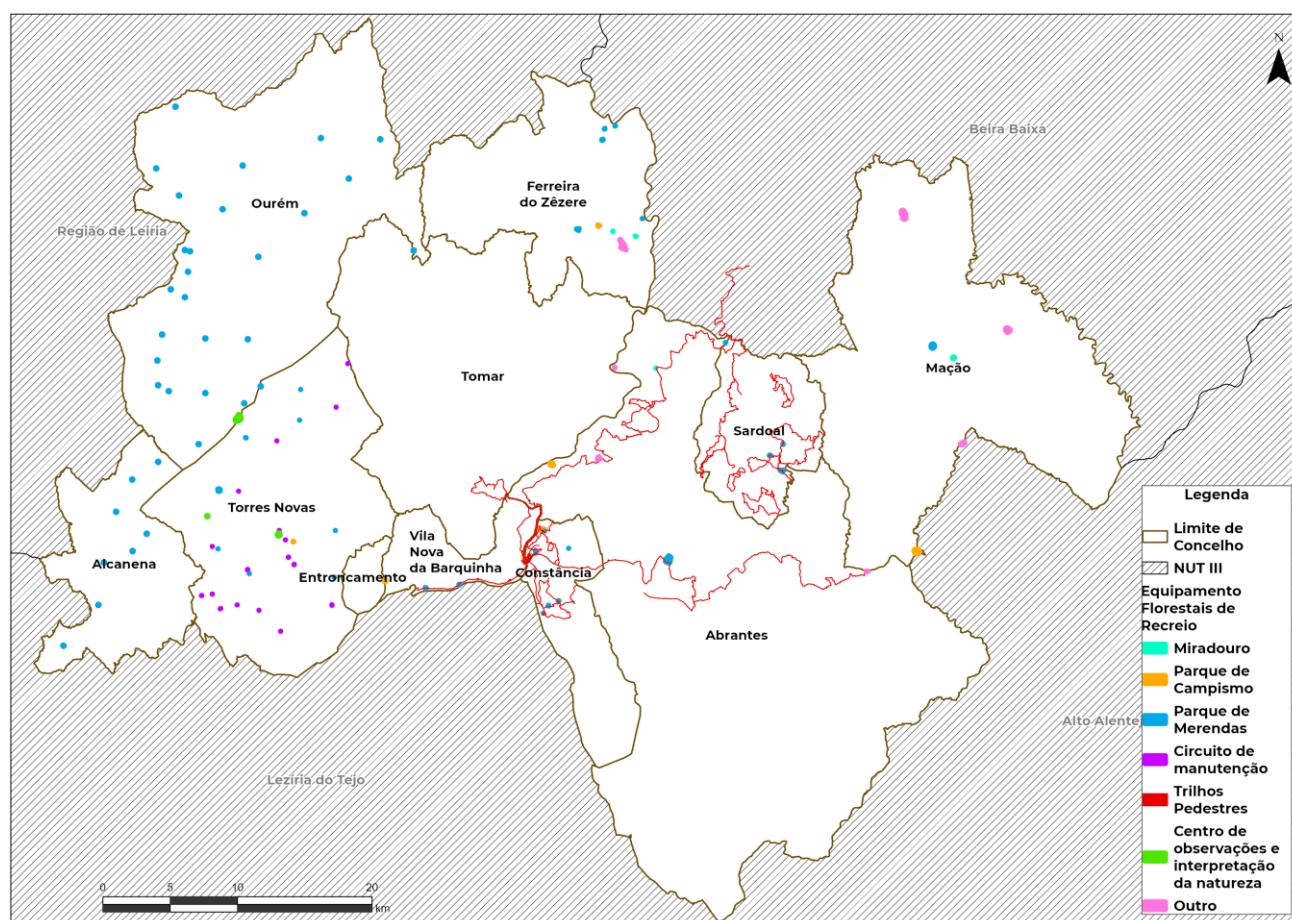 N
Beira Baixa
Ferreira
do Zêzere
Ourém
Região de Leiria
Tomar
Mação
Sardoal
Torres Novas
Vila
Nova
da Barquinha
Alcanena
Entroncamento
Constância
Abrantes
Alto Alentej
Lezíria do Tejo
Legenda
Limite de
Concelho
NUT III
Equipamento
Florestais de
Recreio
Miradouro
Parque de
Campismo
Parque de
Merendas
Circuito de
manutenção
Trilhos
Pedestres
Centro de
observações e
interpretação
da natureza
Outro
0 5 10 20
km